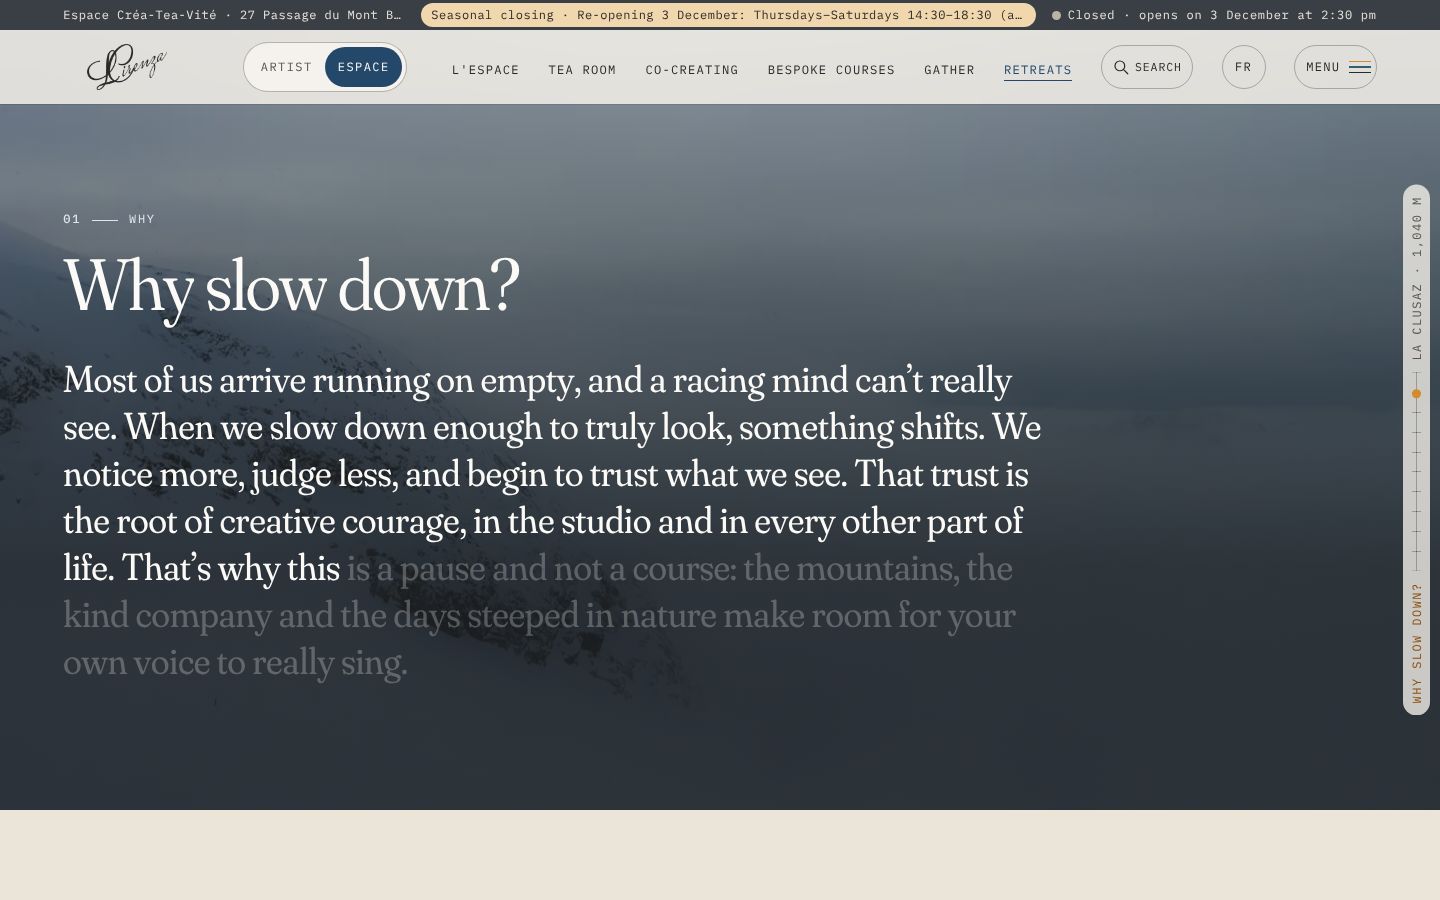 Espace Créa-Tea-Vité · 27 Passage du Mont B…
Seasonal closing · Re-opening 3 December: Thursdays–Saturdays 14:30–18:30 (a…
Closed · opens on 3 December at 2:30 pm
Lirenza
ARTIST
ESPACE
L'ESPACE
TEA ROOM
CO-CREATING
BESPOKE COURSES
GATHER
RETREATS
SEARCH
FR
MENU
01 — WHY
Why slow down?
Most of us arrive running on empty, and a racing mind can’t really
see. When we slow down enough to truly look, something shifts. We
notice more, judge less, and begin to trust what we see. That trust is
the root of creative courage, in the studio and in every other part of
life. That’s why this is a pause and not a course: the mountains, the
kind company and the days steeped in nature make room for your
own voice to really sing.
LA CLUSAZ · 1,040 M
WHY SLOW DOWN?